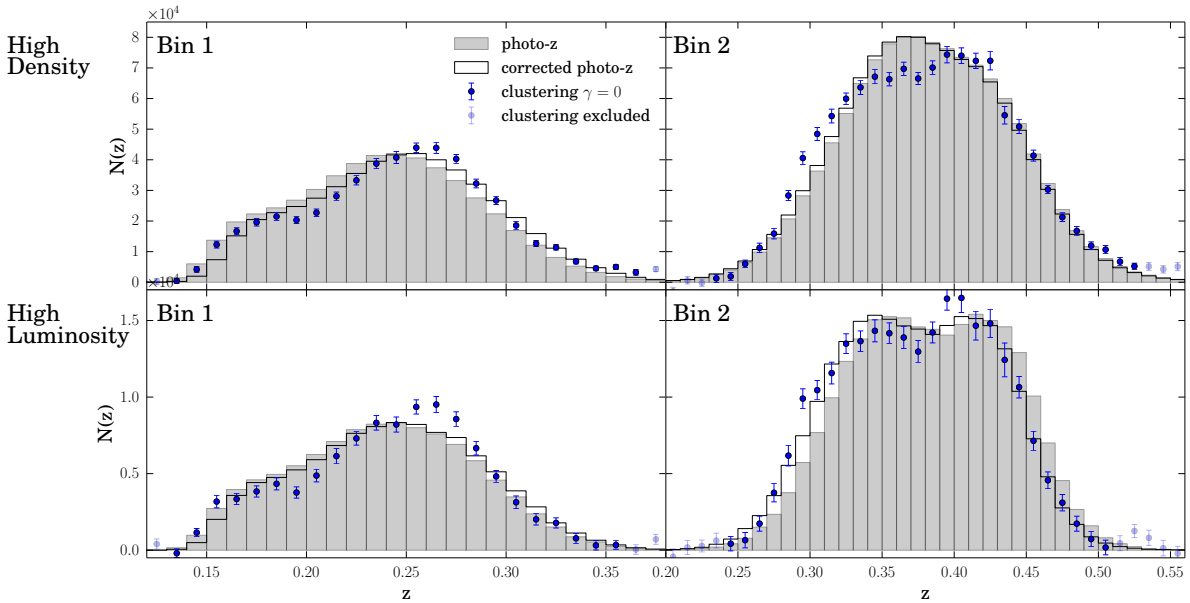 ×10⁴
High
Density
Bin 1
Bin 2
photo-z
corrected photo-z
clustering γ = 0
clustering excluded
N(z)
8
7
6
5
4
3
2
1
0
×10⁴
High
Luminosity
Bin 1
Bin 2
N(z)
1.5
1.0
0.5
0.0
0.15 0.20 0.25 0.30 0.35 0.20 0.25 0.30 0.35 0.40 0.45 0.50 0.55
z z